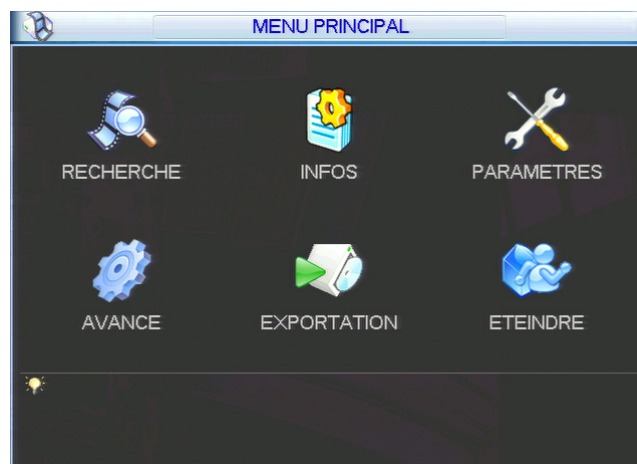 MENU PRINCIPAL
RECHERCHE
INFOS
PARAMETRES
AVANCE
EXPORTATION
ETEINDRE